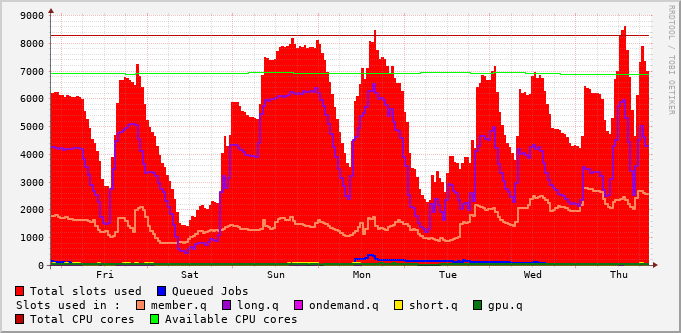 9000
8000
7000
6000
5000
4000
3000
2000
1000
0
Fri Sat Sun Mon Tue Wed Thu
RRDTOOL / TOBI OETIKER
Total slots used Queued Jobs
Slots used in : member.q long.q ondemand.q short.q gpu.q
Total CPU cores Available CPU cores